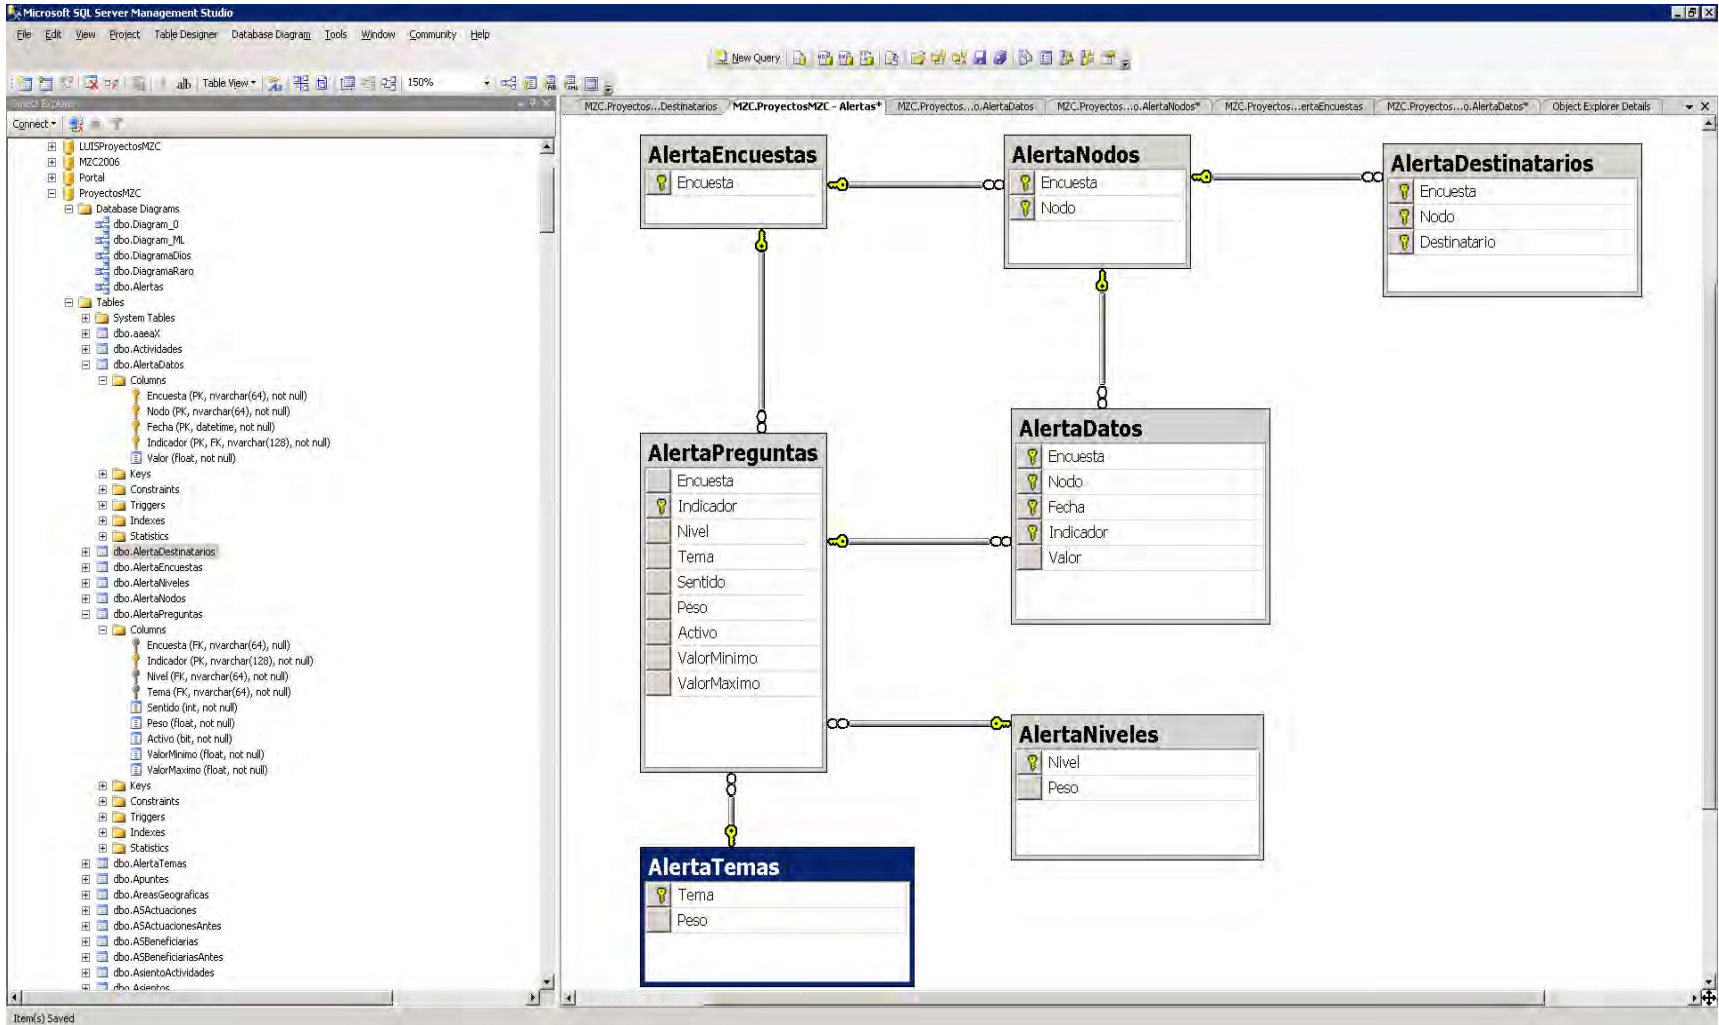 Microsoft SQL Server Management Studio
File Edit View Project Table Designer Database Diagram Tools Window Community Help
New Query
alb Table View 150%
Object Explorer
MZC.Proyectos...Destinatarios MZC.ProyectosMZC - Alertas* MZC.Proyectos...o.AlertaDatos MZC.Proyectos...o.AlertaNodos* MZC.Proyectos...ertaEncuestas MZC.Proyectos...o.AlertaDatos* Object Explorer Details
Connect
LUISProyectosMZC
MZC2006
Portal
ProyectosMZC
Database Diagrams
dbo.Diagram_0
dbo.Diagram_ML
dbo.DiagramaDios
dbo.DiagramaRaro
dbo.Alertas
Tables
System Tables
dbo.aaeaX
dbo.Actividades
dbo.AlertaDatos
Columns
Encuesta (PK, nvarchar(64), not null)
Nodo (PK, nvarchar(64), not null)
Fecha (PK, datetime, not null)
Indicador (PK, FK, nvarchar(128), not null)
Valor (float, not null)
Keys
Constraints
Triggers
Indexes
Statistics
dbo.AlertaDestinatarios
dbo.AlertaEncuestas
dbo.AlertaNiveles
dbo.AlertaNodos
dbo.AlertaPreguntas
Columns
Encuesta (FK, nvarchar(64), null)
Indicador (PK, nvarchar(128), not null)
Nivel (FK, nvarchar(64), not null)
Tema (FK, nvarchar(64), not null)
Sentido (int, not null)
Peso (float, not null)
Activo (bit, not null)
ValorMinimo (float, not null)
ValorMaximo (float, not null)
Keys
Constraints
Triggers
Indexes
Statistics
dbo.AlertaTemas
dbo.Apuntes
dbo.AreasGeograficas
dbo.ASActuaciones
dbo.ASActuacionesAntes
dbo.ASBeneficiarias
dbo.ASBeneficiariasAntes
dbo.AsientoActividades
dbo.Asientos
AlertaEncuestas
Encuesta
AlertaNodos
Encuesta
Nodo
AlertaDestinatarios
Encuesta
Nodo
Destinatario
AlertaPreguntas
Encuesta
Indicador
Nivel
Tema
Sentido
Peso
Activo
ValorMinimo
ValorMaximo
AlertaDatos
Encuesta
Nodo
Fecha
Indicador
Valor
AlertaNiveles
Nivel
Peso
AlertaTemas
Tema
Peso
Item(s) Saved